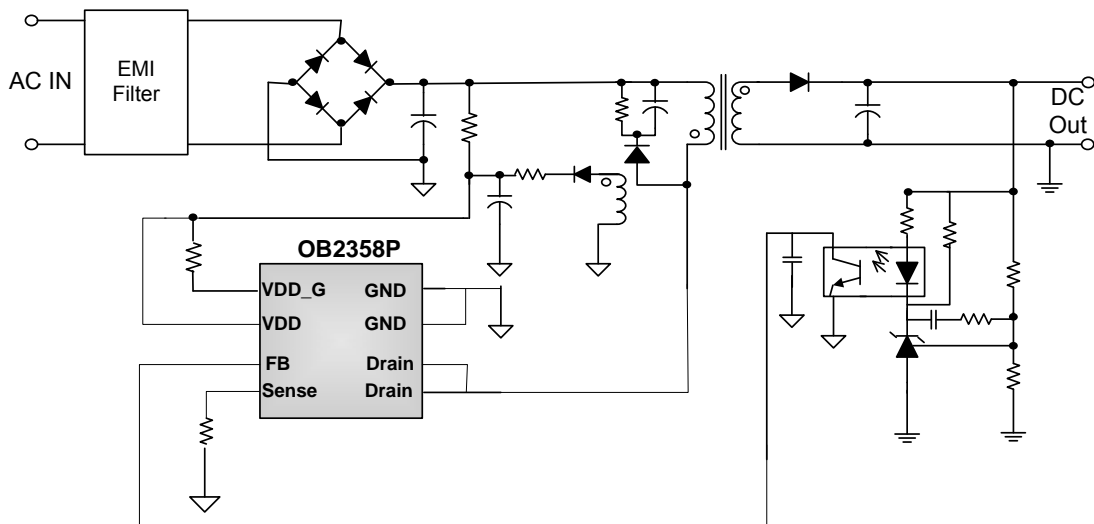 AC IN
EMI
Filter
DC
Out
OB2358P
VDD_G
GND
VDD
GND
FB
Drain
Sense
Drain